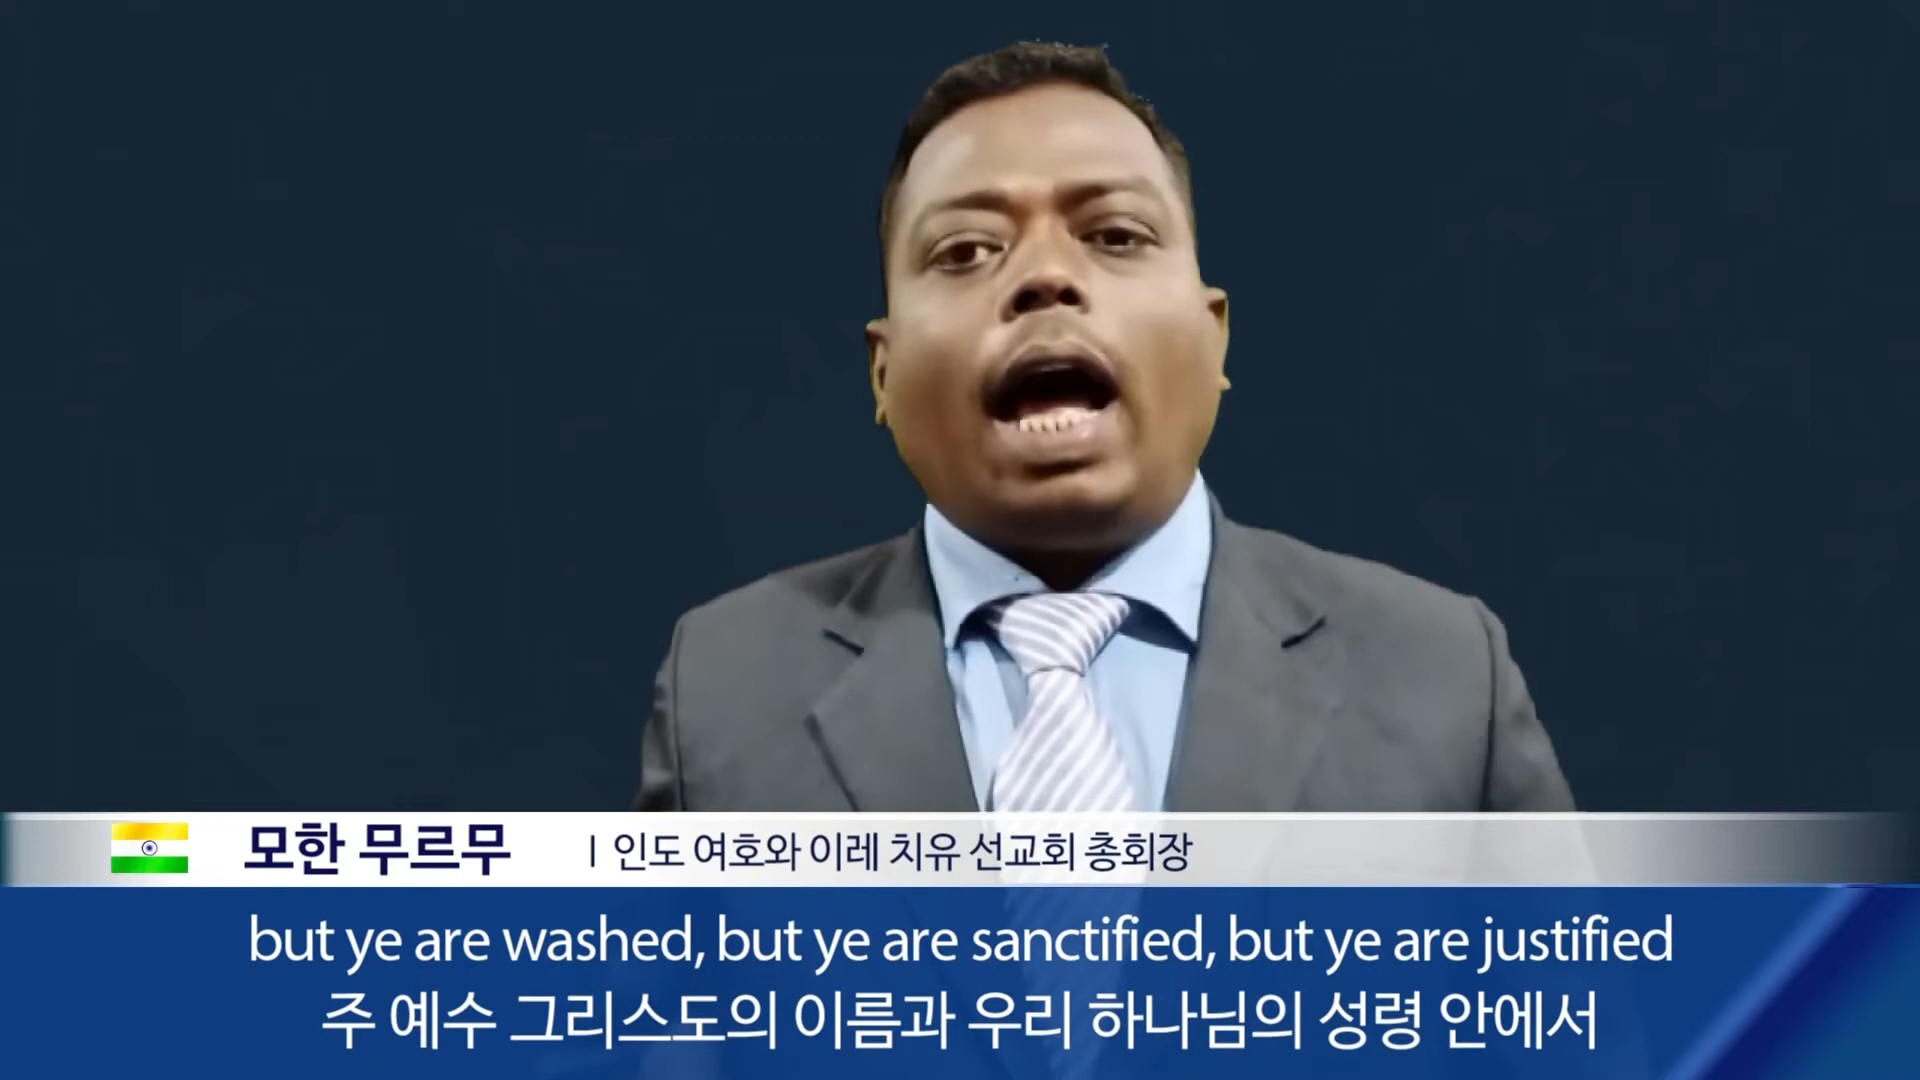 모한 무르무 | 인도 여호와 이레 치유 선교회 총회장
but ye are washed, but ye are sanctified, but ye are justified
주 예수 그리스도의 이름과 우리 하나님의 성령 안에서